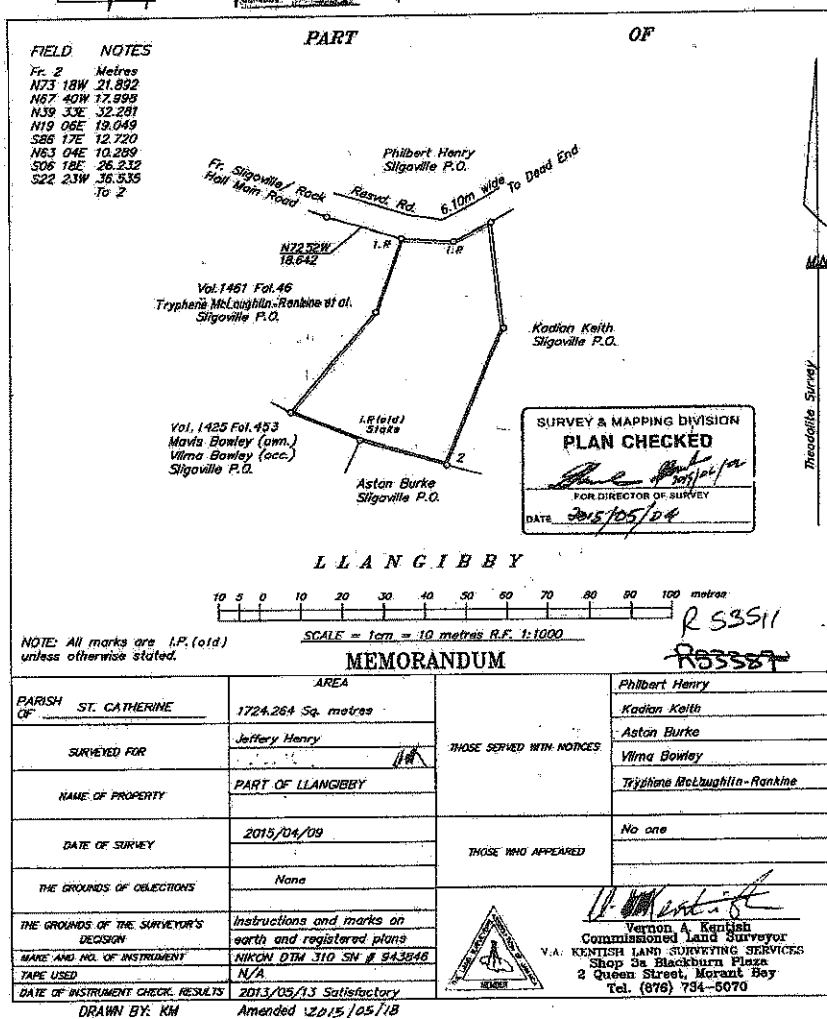 PART OF
FIELD NOTES
Fr. 2 Metres
N73 18W 21.892
N67 40W 17.995
N39 33E 32.281
N19 06E 19.049
S86 17E 12.720
N63 04E 10.289
S06 18E 26.232
S22 23W 36.535
To 2
Philbert Henry
Sligoville P.O.
Fr. Sligoville / Rock
Hall Main Road
Resvd. Rd. 6.10m wide To Dead End
N72 52W
18.642
I.P.
I.P.
Vol.1461 Fol.46
Tryphene McLaughlin-Rankine et al.
Sligoville P.O.
Kadian Keith
Sligoville P.O.
Vol. 1425 Fol.453
Mavis Bowley (own.)
Vilma Bowley (occ.)
Sligoville P.O.
I.P.(old)
Stake
2
Aston Burke
Sligoville P.O.
Theodolite Survey
SURVEY & MAPPING DIVISION
PLAN CHECKED
FOR DIRECTOR OF SURVEY
DATE 2015/05/04
LLANGIBBY
10 5 0 10 20 30 40 50 60 70 80 90 100 metres
SCALE = 1cm = 10 metres R.F. 1:1000
NOTE: All marks are I.P.(old)
unless otherwise stated.
R 53511
R53387
MEMORANDUM
PARISH OF ST. CATHERINE
AREA
1724.264 Sq. metres
SURVEYED FOR
Jeffery Henry
NAME OF PROPERTY
PART OF LLANGIBBY
DATE OF SURVEY
2015/04/09
THE GROUNDS OF OBJECTIONS
None
THE GROUNDS OF THE SURVEYOR'S
DECISION
Instructions and marks on
earth and registered plans
MAKE AND NO. OF INSTRUMENT
NIKON DTM 310 SN # 943846
TAPE USED
N/A
DATE OF INSTRUMENT CHECK, RESULTS
2013/05/13 Satisfactory
THOSE SERVED WITH NOTICES
Philbert Henry
Kadian Keith
Aston Burke
Vilma Bowley
Tryphene McLaughlin-Rankine
THOSE WHO APPEARED
No one
MEMBER
Vernon A. Kentish
Commissioned Land Surveyor
V.A. KENTISH LAND SURVEYING SERVICES
Shop 3a Blackburn Plaza
2 Queen Street, Morant Bay
Tel. (876) 734-5070
DRAWN BY: KM
Amended 2015/05/18